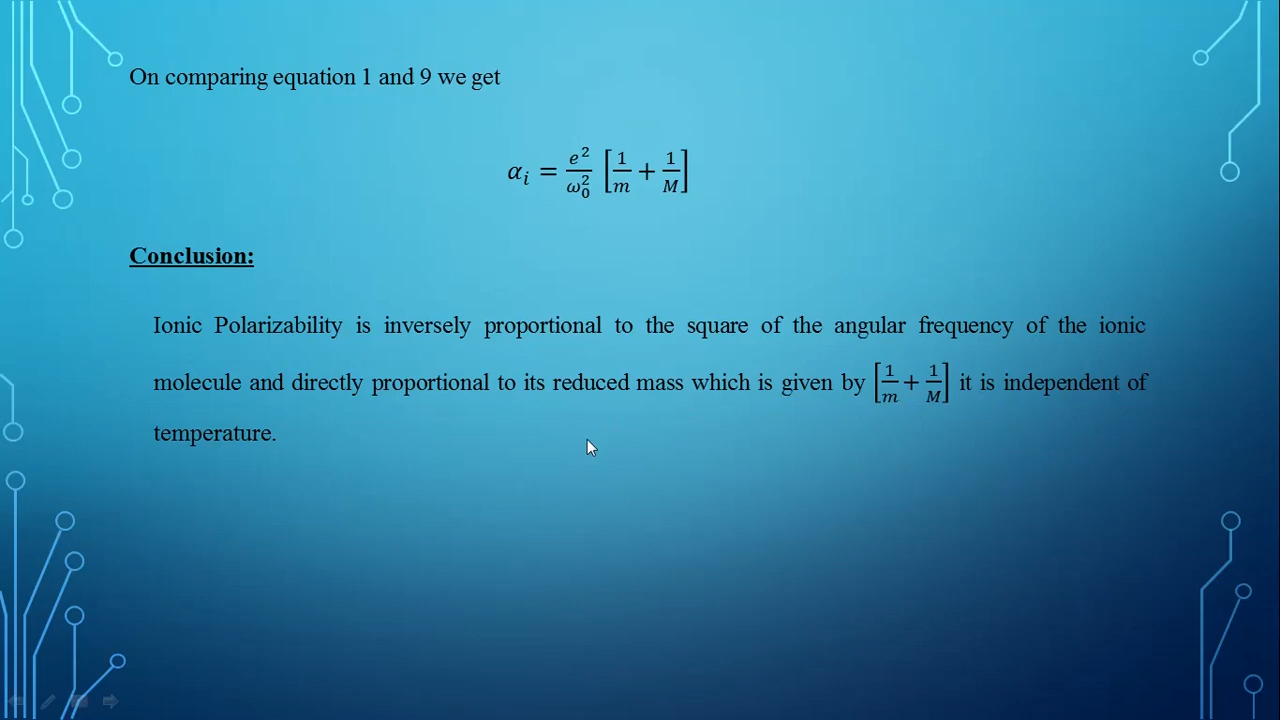 On comparing equation 1 and 9 we get
αᵢ = e²/ω₀² [1/m + 1/M]
Conclusion:
Ionic Polarizability is inversely proportional to the square of the angular frequency of the ionic
molecule and directly proportional to its reduced mass which is given by [1/m + 1/M] it is independent of
temperature.